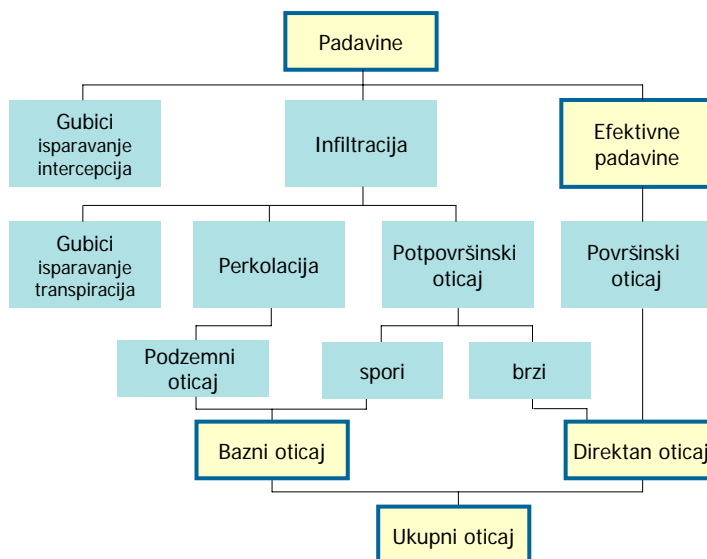 Padavine
Gubici
isparavanje
intercepcija
Infiltracija
Efektivne
padavine
Gubici
isparavanje
transpiracija
Perkolacija
Potpovršinski
oticaj
Površinski
oticaj
Podzemni
oticaj
spori
brzi
Bazni oticaj
Direktan oticaj
Ukupni oticaj